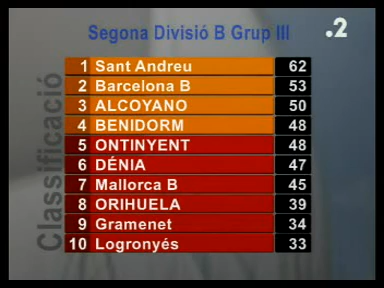 Segona Divisió B Grup III
.2
Classificació
1 Sant Andreu 62
2 Barcelona B 53
3 ALCOYANO 50
4 BENIDORM 48
5 ONTINYENT 48
6 DÉNIA 47
7 Mallorca B 45
8 ORIHUELA 39
9 Gramenet 34
10 Logronyés 33